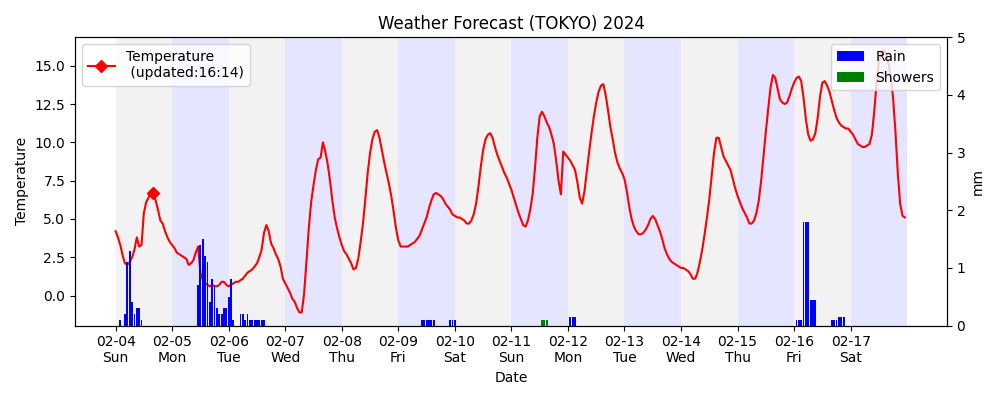 Weather Forecast (TOKYO) 2024
Temperature
(updated:16:14)
Rain
Showers
Temperature
15.0
12.5
10.0
7.5
5.0
2.5
0.0
5
4
3
2
1
0
mm
02-04 02-05 02-06 02-07 02-08 02-09 02-10 02-11 02-12 02-13 02-14 02-15 02-16 02-17
Sun Mon Tue Wed Thu Fri Sat Sun Mon Tue Wed Thu Fri Sat
Date